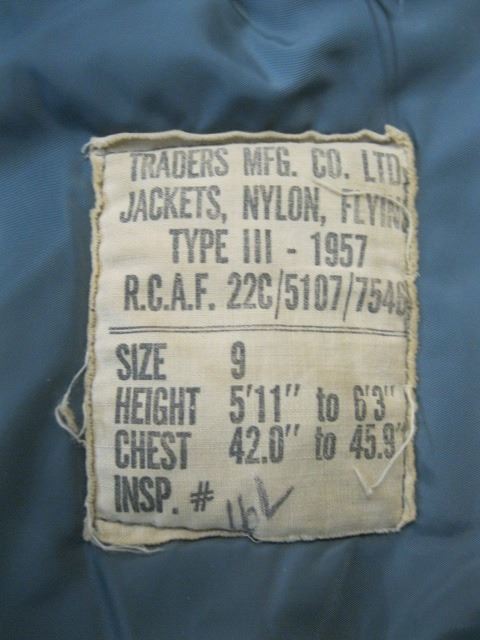 TRADERS MFG. CO. LTD.
JACKETS, NYLON, FLYING
TYPE III - 1957
R.C.A.F. 22C/5107/7548
SIZE 9
HEIGHT 5'11" to 6'3"
CHEST 42.0" to 45.9"
INSP. #